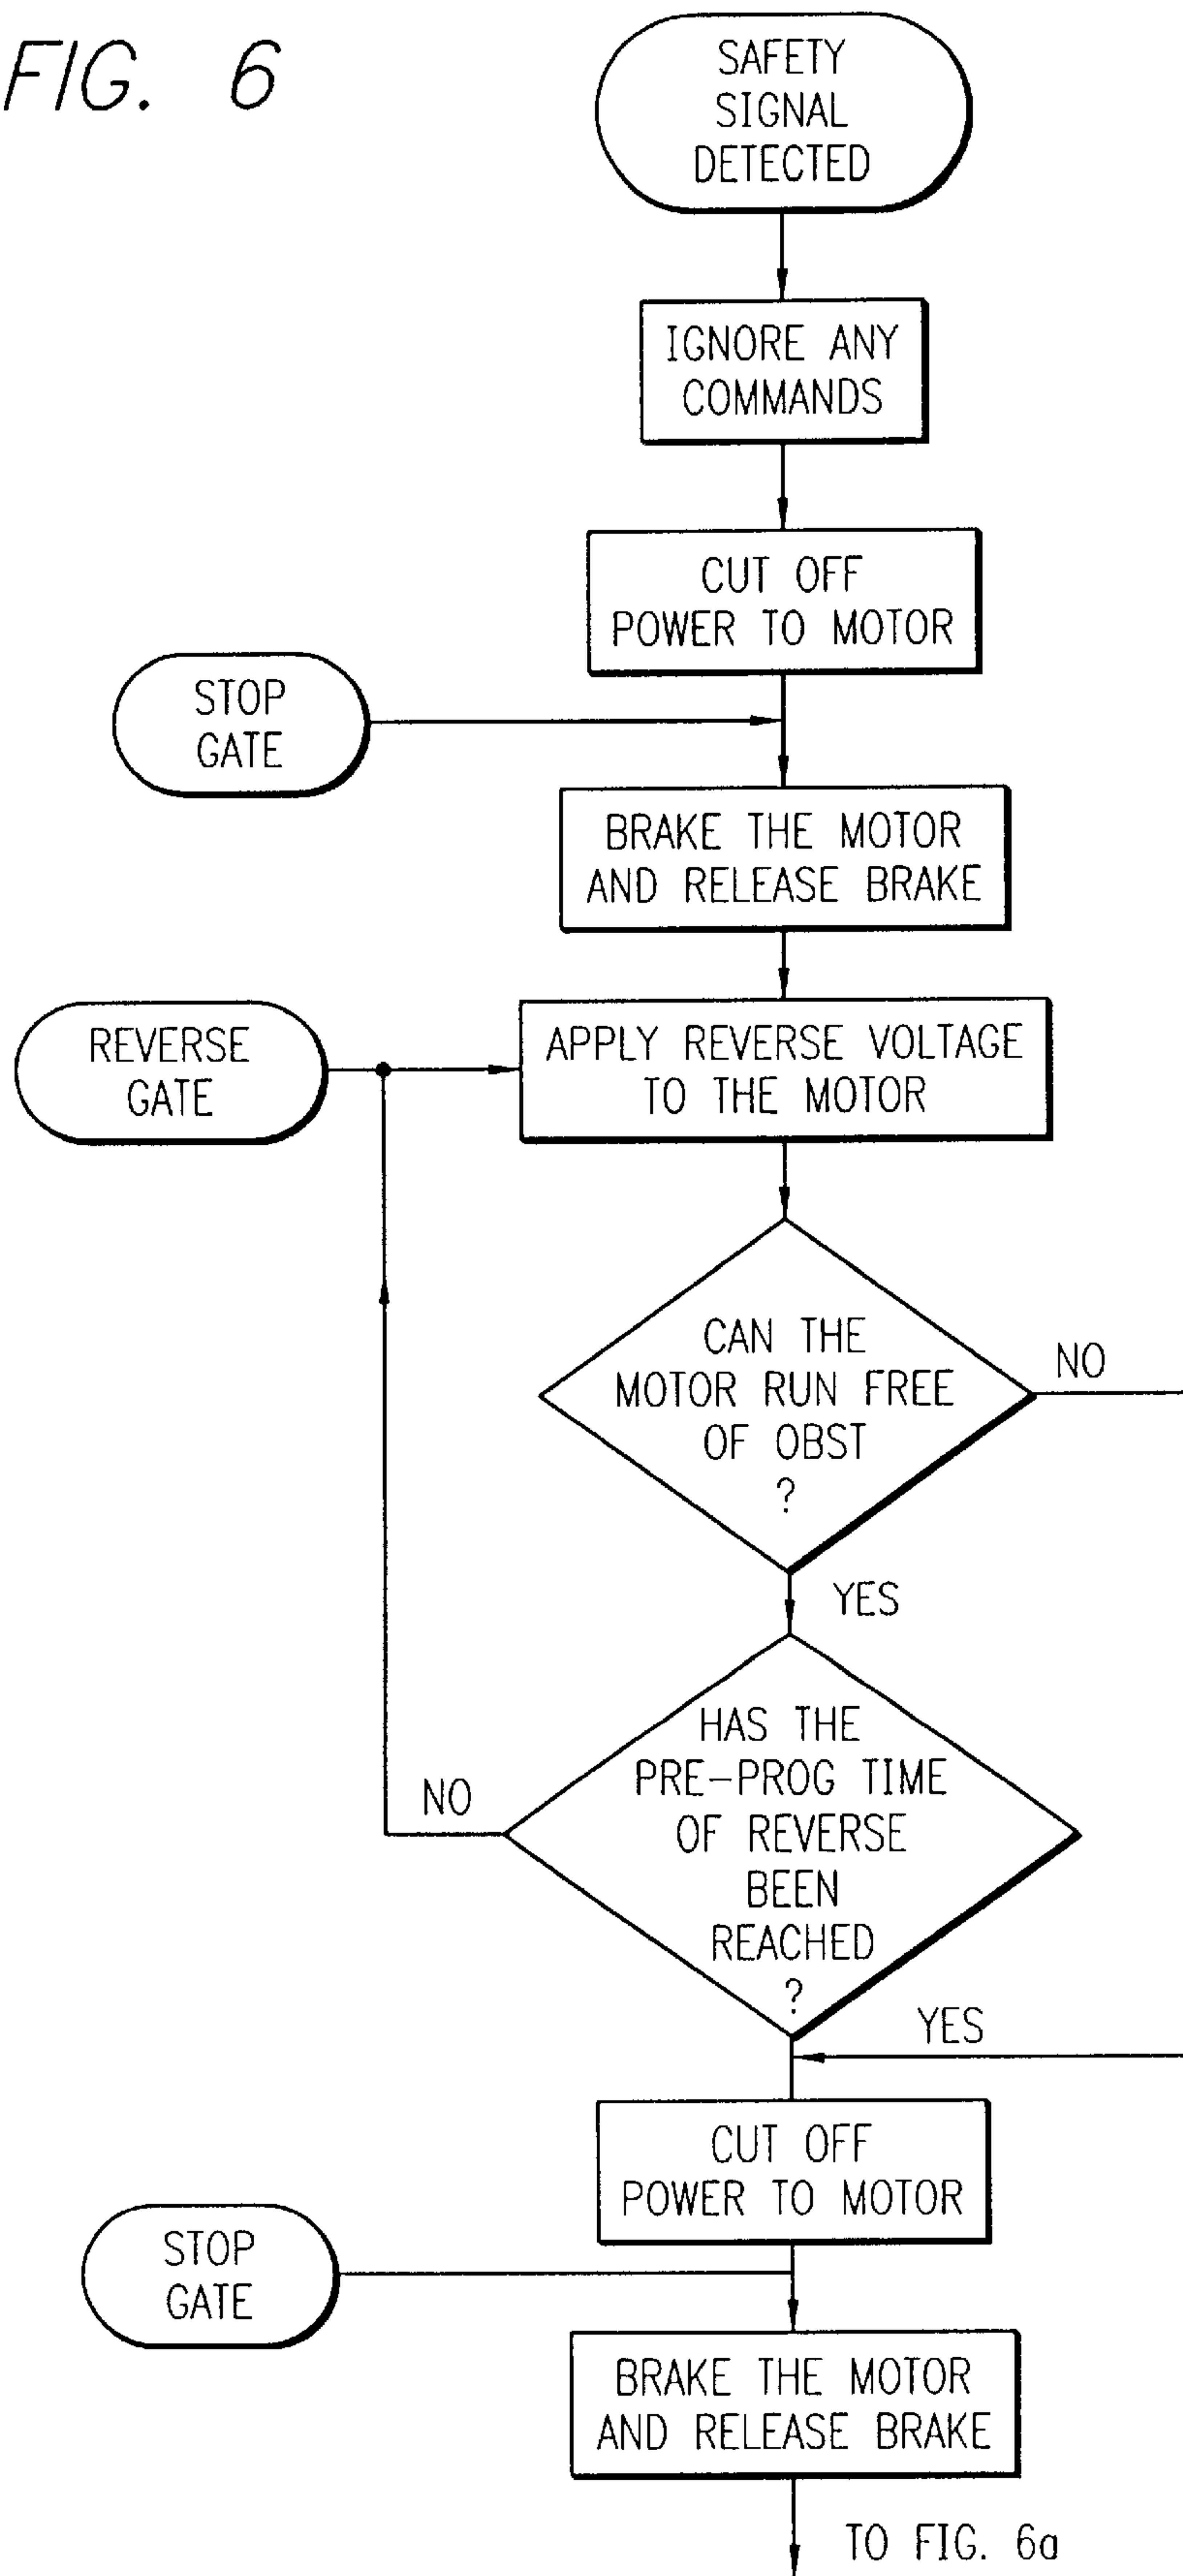 FIG. 6
SAFETY
SIGNAL
DETECTED
IGNORE ANY
COMMANDS
CUT OFF
POWER TO MOTOR
STOP
GATE
BRAKE THE MOTOR
AND RELEASE BRAKE
REVERSE
GATE
APPLY REVERSE VOLTAGE
TO THE MOTOR
CAN THE
MOTOR RUN FREE
OF OBST
?
NO
YES
HAS THE
PRE-PROG TIME
OF REVERSE
BEEN
REACHED
?
NO
YES
CUT OFF
POWER TO MOTOR
STOP
GATE
BRAKE THE MOTOR
AND RELEASE BRAKE
TO FIG. 6a